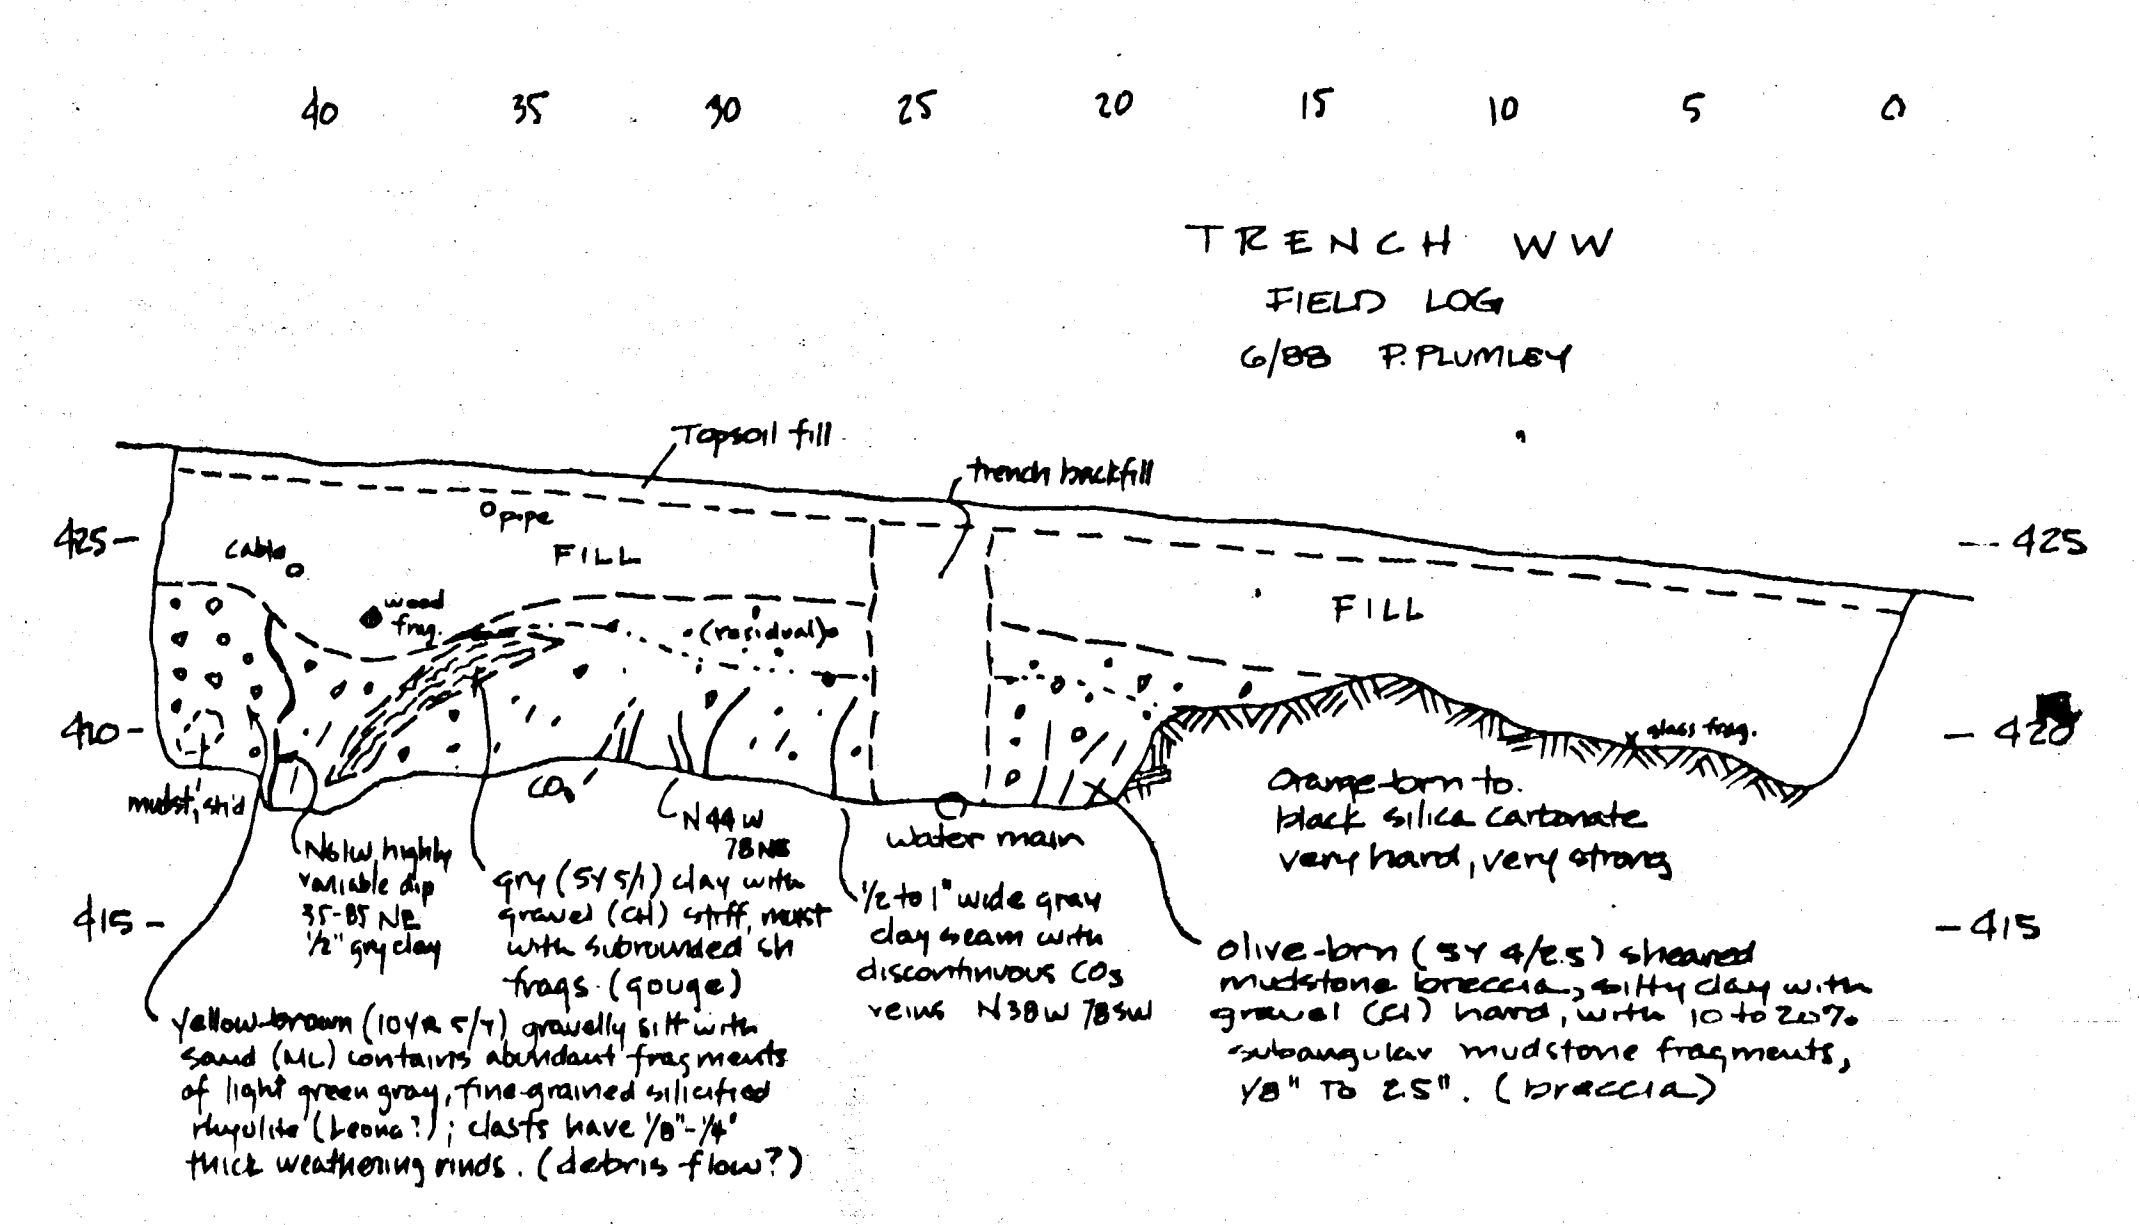 40 35 30 25 20 15 10 5 0
TRENCH WW
FIELD LOG
6/88 P. PLUMLEY
Topsoil fill
trench backfill
pipe
425
cable
FILL
425
wood
frag.
(residual)
FILL
420
glass frag.
420
mudst, sh'd
CO3
N44W
78NE
water main
Orange-brn to
black silica carbonate
very hard, very strong
N61W, highly
variable dip
35-85 NE
1/2" gry clay
gry (5Y 5/1) clay with
gravel (CH) stiff, moist
with subrounded sh
frags. (gouge)
1/2 to 1" wide gray
clay seam with
discontinuous CO3
veins N38W 78SW
415
415
olive-brn (5Y 4/2.5) sheared
mudstone breccia, silty clay with
gravel (Cl) hard, with 10 to 20%
subangular mudstone fragments,
1/8" TO 2.5". (breccia)
Yellow-brown (10YR 5/4) gravelly silt with
sand (ML) contains abundant fragments
of light green gray, fine-grained silicified
rhyolite (Leona?); clasts have 1/8"-1/4"
thick weathering rinds. (debris flow?)